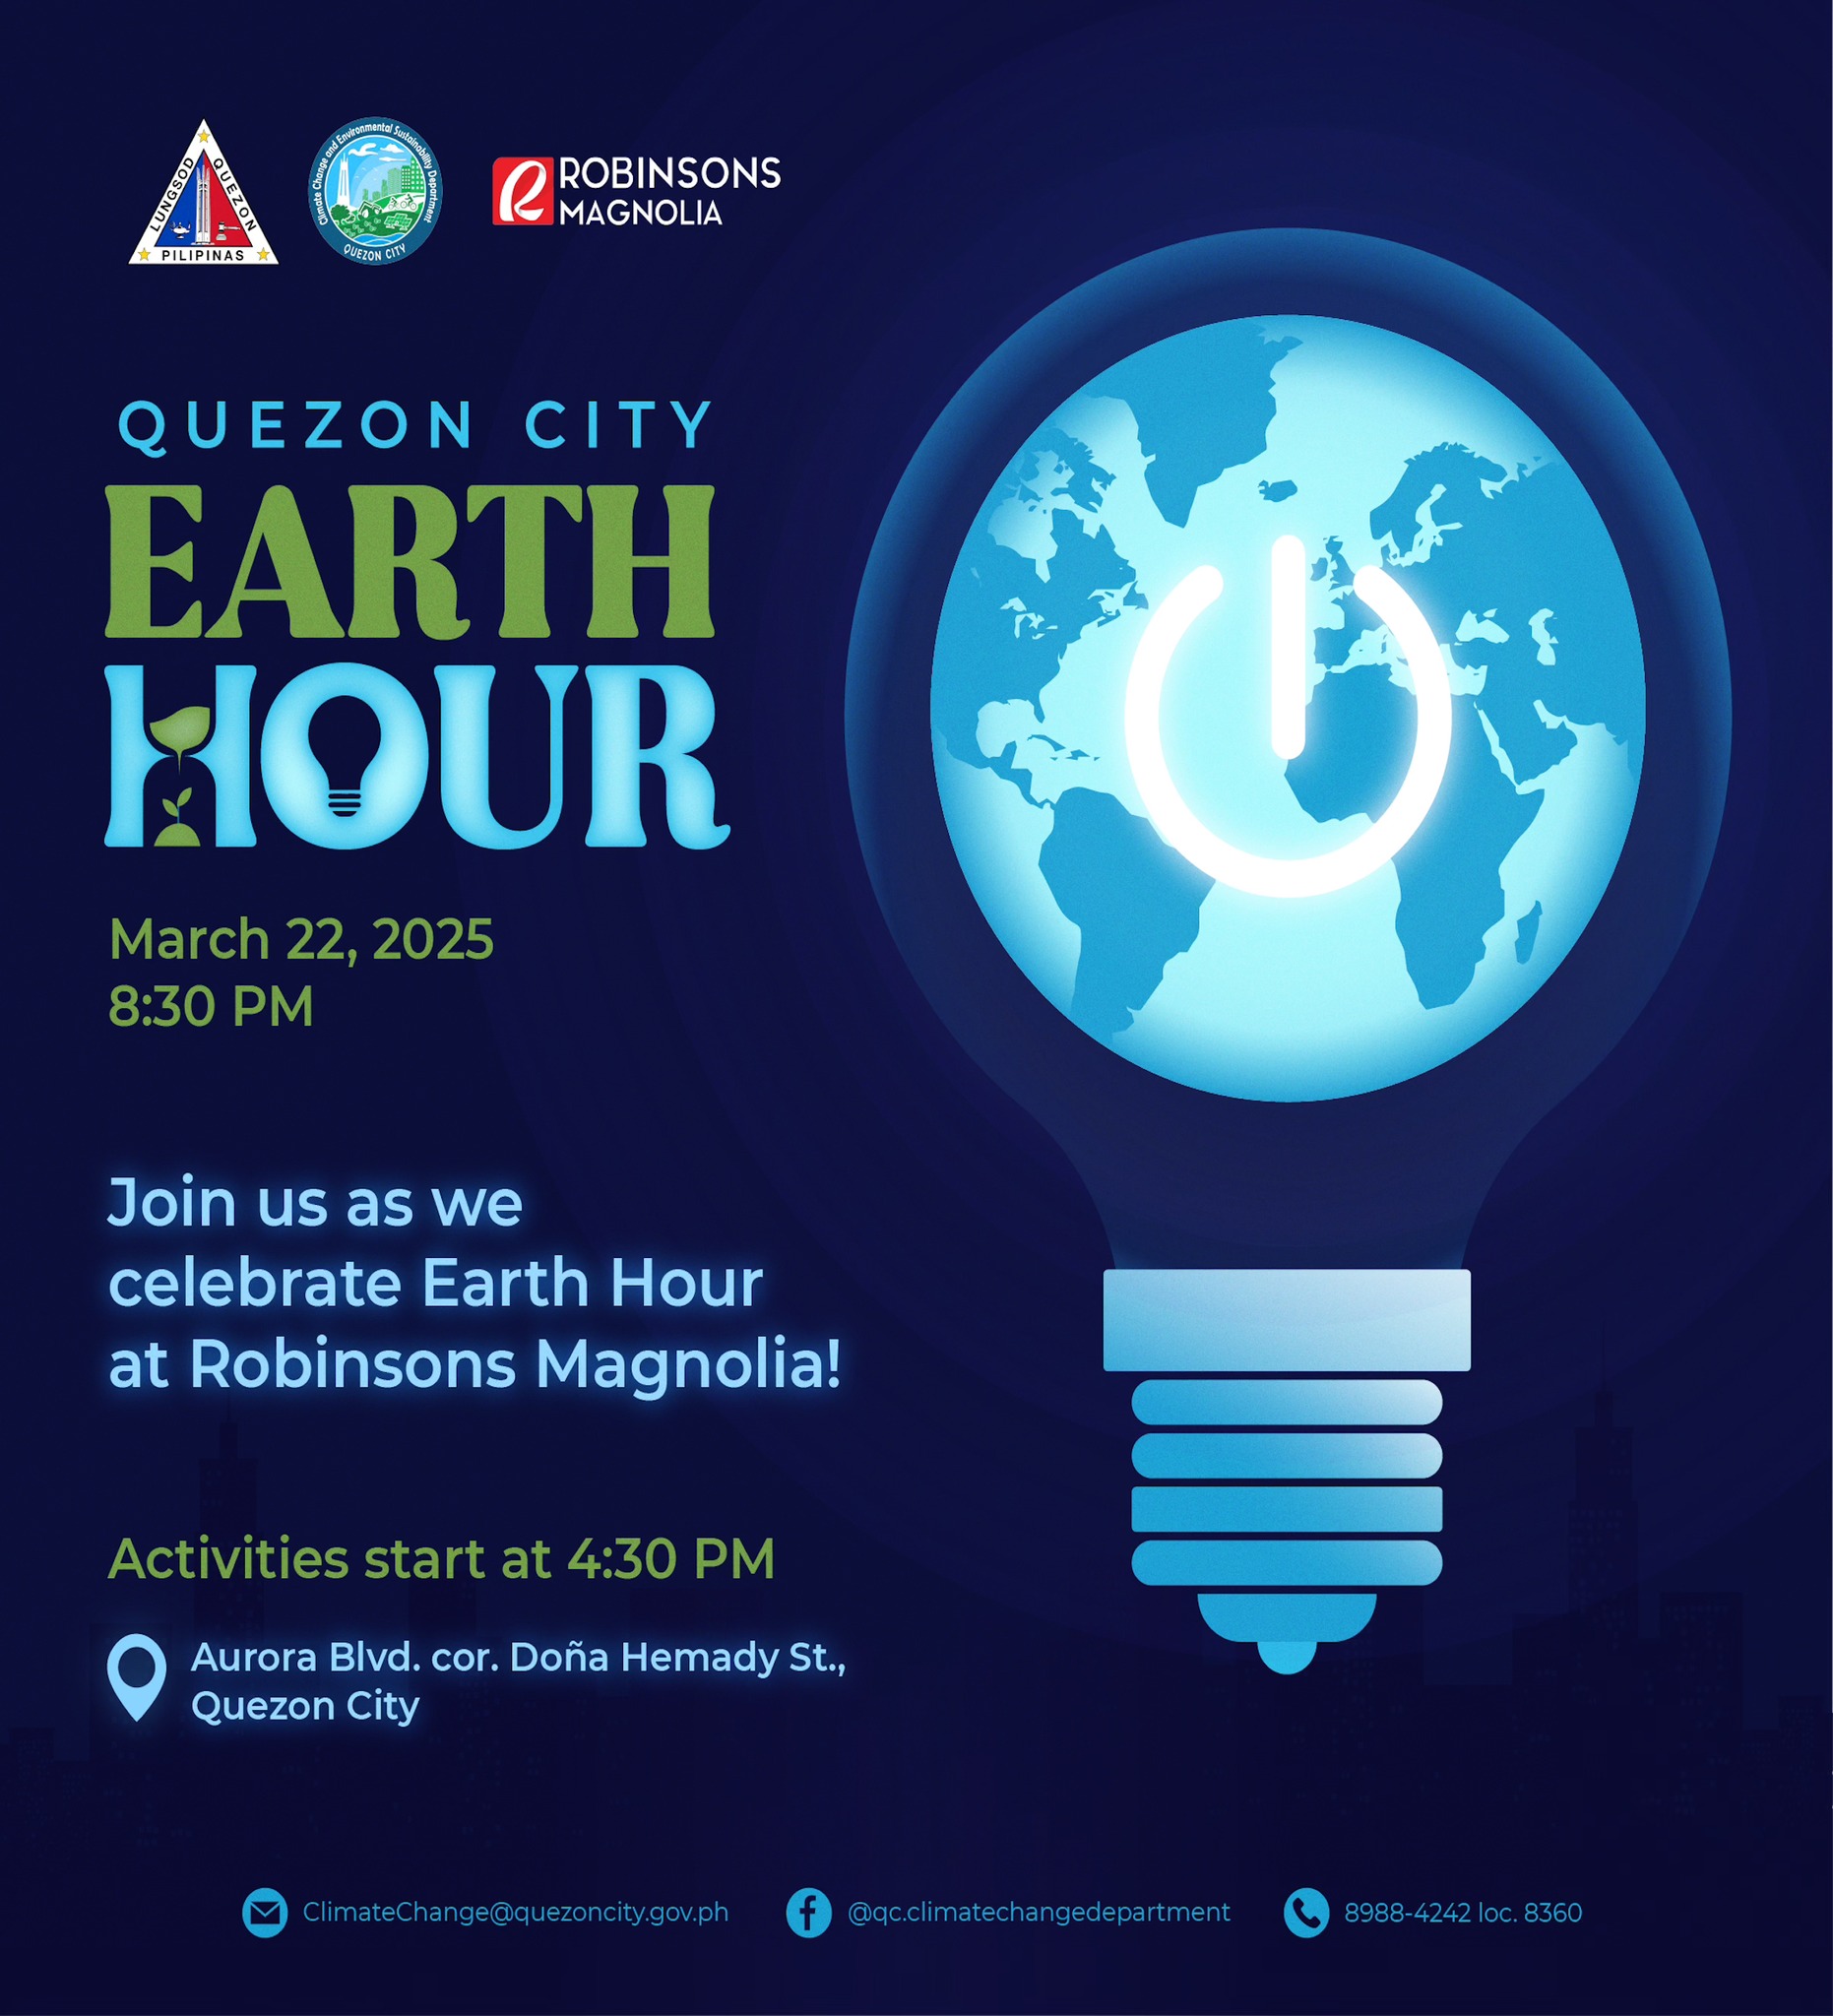 LUNGSOD QUEZON
PILIPINAS
Climate Change and Environmental Sustainability Department
QUEZON CITY
ROBINSONS
MAGNOLIA
QUEZON CITY
EARTH
HOUR
March 22, 2025
8:30 PM
Join us as we
celebrate Earth Hour
at Robinsons Magnolia!
Activities start at 4:30 PM
Aurora Blvd. cor. Doña Hemady St.,
Quezon City
ClimateChange@quezoncity.gov.ph
@qc.climatechangedepartment
8988-4242 loc. 8360